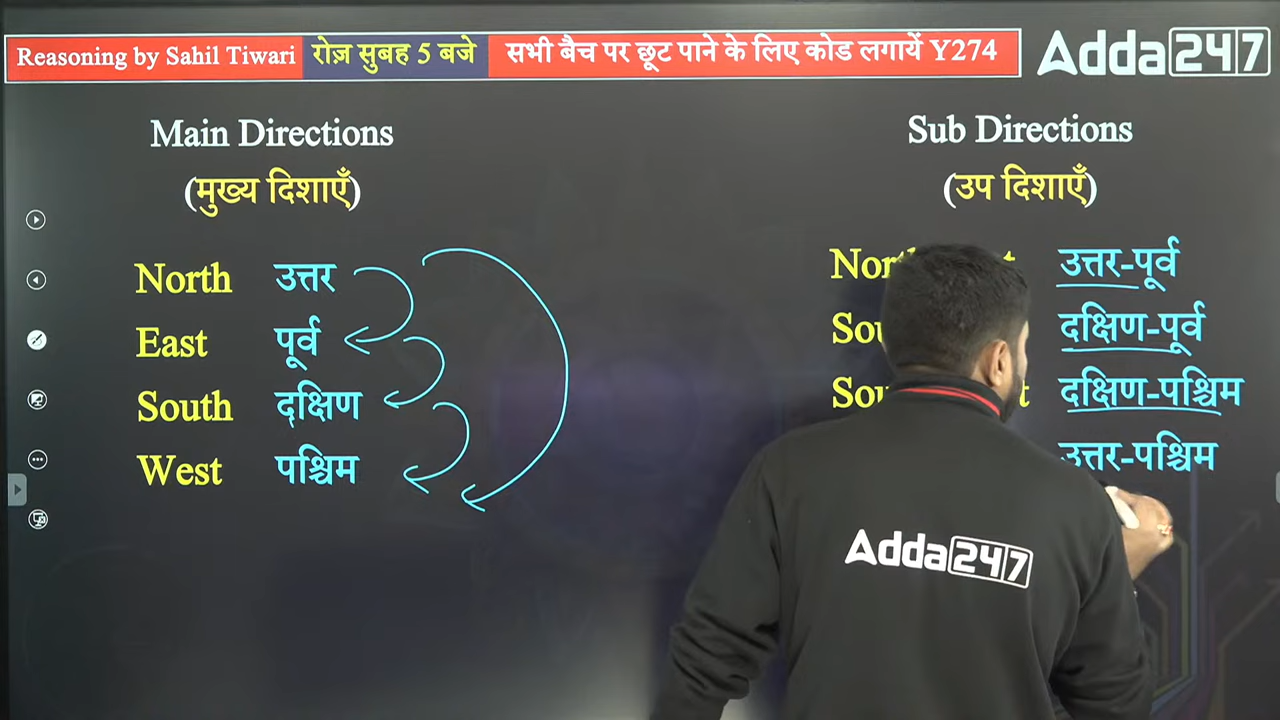 Reasoning by Sahil Tiwari रोज़ सुबह 5 बजे सभी बैच पर छूट पाने के लिए कोड लगायें Y274 Adda247
Main Directions
(मुख्य दिशाएँ)
North उत्तर
East पूर्व
South दक्षिण
West पश्चिम
Sub Directions
(उप दिशाएँ)
उत्तर-पूर्व
दक्षिण-पूर्व
दक्षिण-पश्चिम
उत्तर-पश्चिम
Adda247